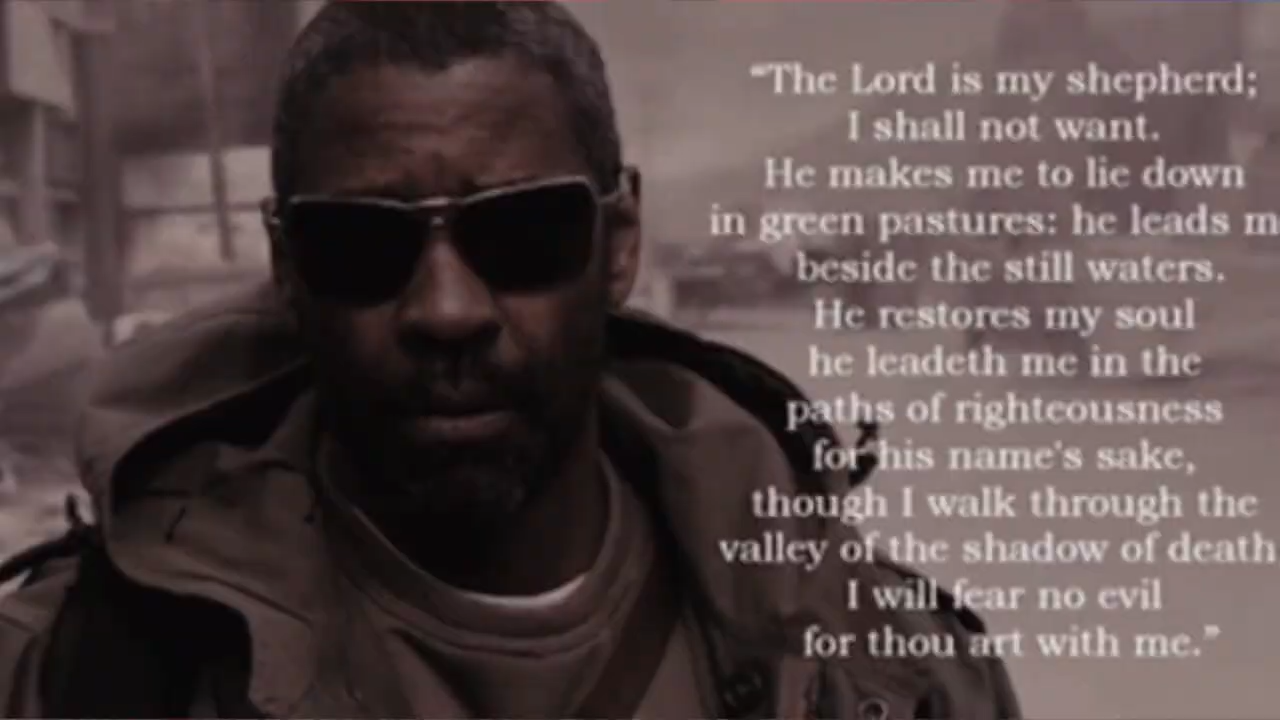 “The Lord is my shepherd;
I shall not want.
He makes me to lie down
in green pastures: he leads m
beside the still waters.
He restores my soul
he leadeth me in the
paths of righteousness
for his name's sake,
though I walk through the
valley of the shadow of death
I will fear no evil
for thou art with me.”